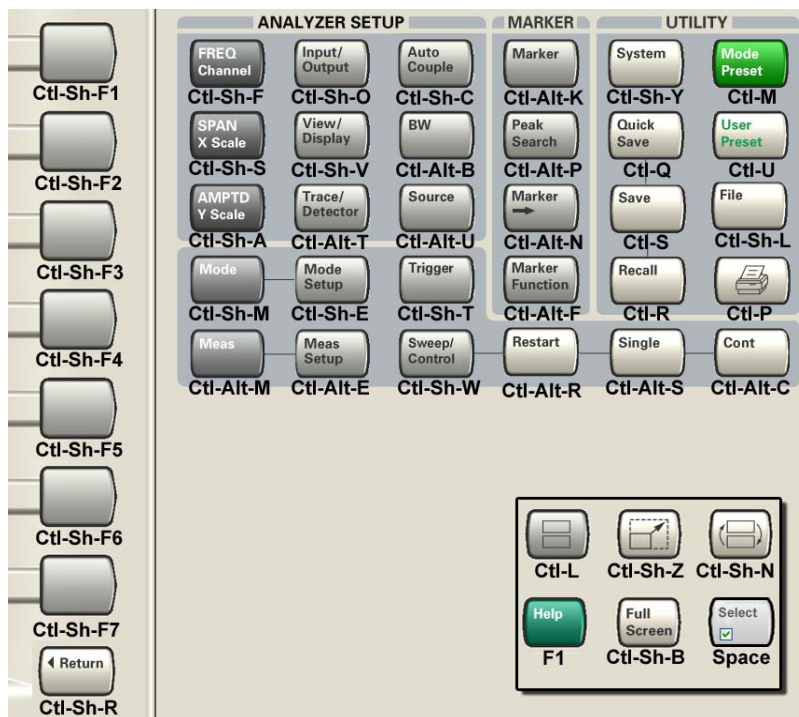 ANALYZER SETUP MARKER UTILITY
FREQ Channel
Input/ Output
Auto Couple
Marker
System
Mode Preset
Ctl-Sh-F1
Ctl-Sh-F Ctl-Sh-O Ctl-Sh-C Ctl-Alt-K Ctl-Sh-Y Ctl-M
SPAN X Scale
View/ Display
BW
Peak Search
Quick Save
User Preset
Ctl-Sh-F2
Ctl-Sh-S Ctl-Sh-V Ctl-Alt-B Ctl-Alt-P Ctl-Q Ctl-U
AMPTD Y Scale
Trace/ Detector
Source
Marker →
Save
File
Ctl-Sh-A Ctl-Alt-T Ctl-Alt-U Ctl-Alt-N Ctl-S Ctl-Sh-L
Ctl-Sh-F3
Mode
Mode Setup
Trigger
Marker Function
Recall
Ctl-Sh-M Ctl-Sh-E Ctl-Sh-T Ctl-Alt-F Ctl-R Ctl-P
Ctl-Sh-F4
Meas
Meas Setup
Sweep/ Control
Restart
Single
Cont
Ctl-Alt-M Ctl-Alt-E Ctl-Sh-W Ctl-Alt-R Ctl-Alt-S Ctl-Alt-C
Ctl-Sh-F5
Ctl-Sh-F6
Ctl-L Ctl-Sh-Z Ctl-Sh-N
Ctl-Sh-F7
Help
Full Screen
Select
F1 Ctl-Sh-B Space
Return
Ctl-Sh-R